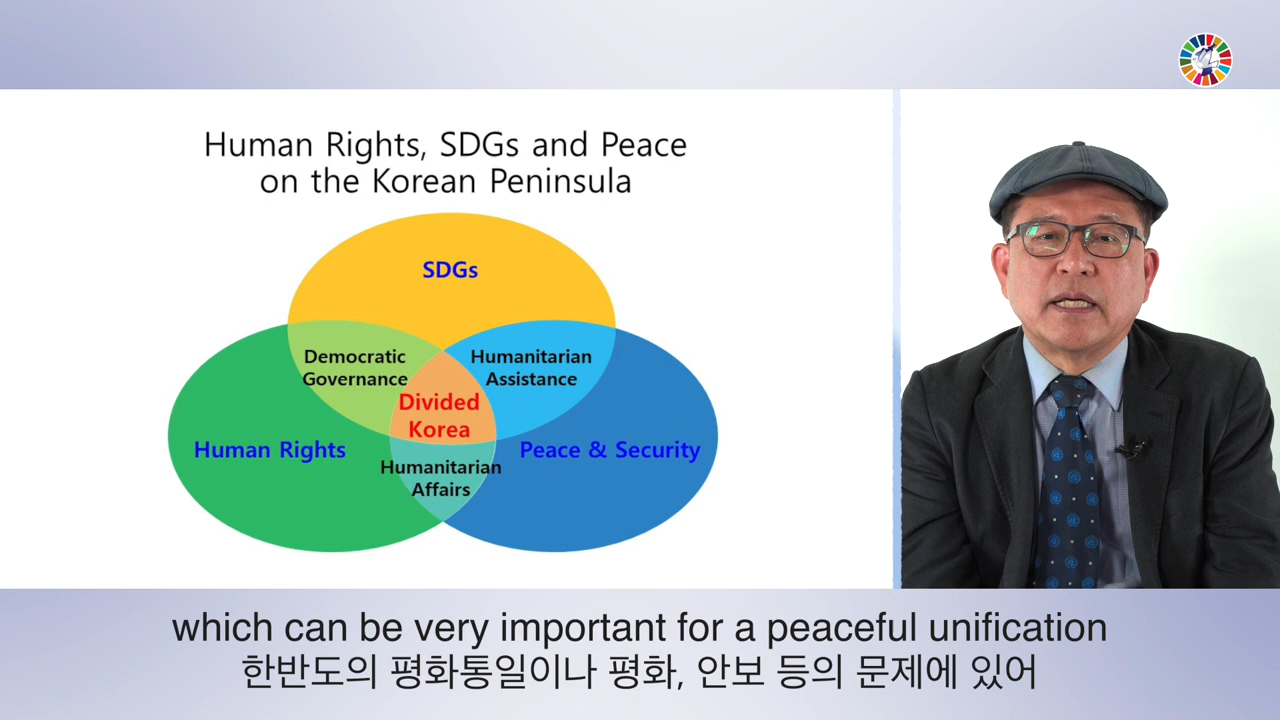 Human Rights, SDGs and Peace
on the Korean Peninsula
SDGs
Democratic
Governance
Humanitarian
Assistance
Divided
Korea
Human Rights
Peace & Security
Humanitarian
Affairs
which can be very important for a peaceful unification
한반도의 평화통일이나 평화, 안보 등의 문제에 있어